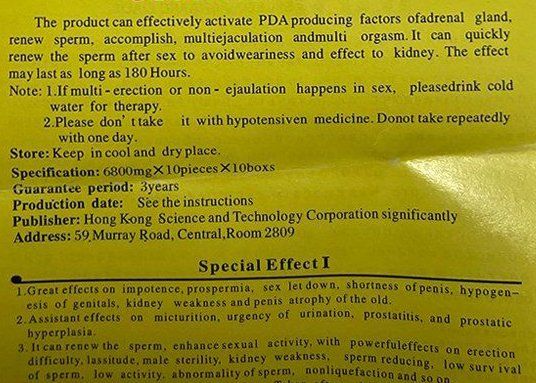 The product can effectively activate PDA producing factors ofadrenal gland,
renew sperm, accomplish, multiejaculation andmulti orgasm. It can quickly
renew the sperm after sex to avoidweariness and effect to kidney. The effect
may last as long as 180 Hours.
Note: 1.If multi-erection or non-ejaulation happens in sex, pleasedrink cold
water for therapy.
2.Please don't take it with hypotensiven medicine. Donot take repeatedly
with one day.
Store: Keep in cool and dry place.
Specification: 6800mg×10pieces×10boxs
Guarantee period: 3years
Production date: See the instructions
Publisher: Hong Kong Science and Technology Corporation significantly
Address: 59,Murray Road, Central,Room 2809
Special Effect I
1.Great effects on impotence, prospermia, sex let down, shortness of penis, hypogen-
esis of genitals, kidney weakness and penis atrophy of the old.
2. Assistant effects on micturition, urgency of urination, prostatitis, and prostatic
hyperplasia.
3. It can renew the sperm, enhance sexual activity, with powerfuleffects on erection
difficulty, lassitude, male sterility, kidney weakness, sperm reducing, low survival
of sperm, low activity, abnormality of sperm, nonliquefaction and so on.